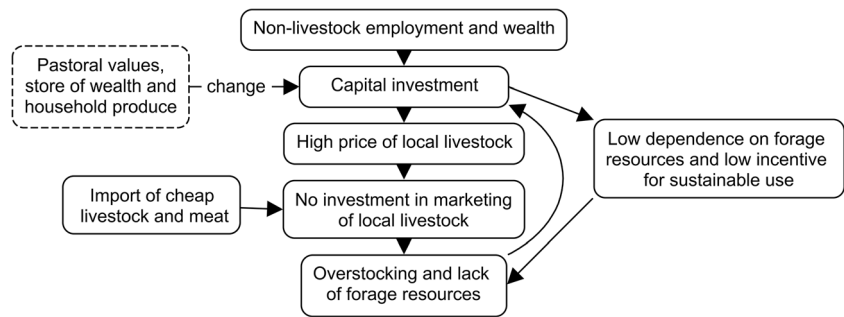 Non-livestock employment and wealth
Pastoral values,
store of wealth and
household produce
change
Capital investment
High price of local livestock
Low dependence on forage
resources and low incentive
for sustainable use
Import of cheap
livestock and meat
No investment in marketing
of local livestock
Overstocking and lack
of forage resources